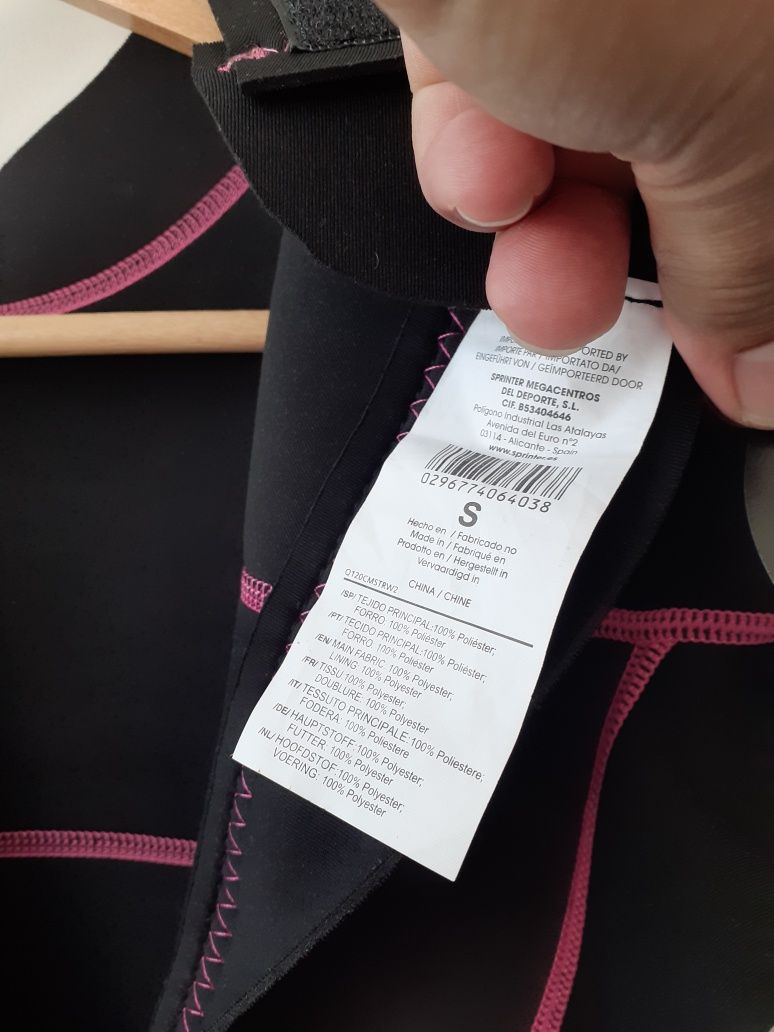 ORTED BY
IMPORTE PAR / IMPORTATO DA/
EINGEFÜHRT VON / GEÏMPORTEERD DOOR
SPRINTER MEGACENTROS
DEL DEPORTE, S.L.
CIF. B53404646
Polígono Industrial Las Atalayas
Avenida del Euro nº2
03114 - Alicante - Spain
www.sprinter.es
0296774064038
S
Hecho en / Fabricado no
Made in / Fabriqué en
Prodotto en / Hergestellt in
Vervaardigd in
CHINA / CHINE
Q120CMSTRW2
/SP/ TEJIDO PRINCIPAL:100% Poliéster;
FORRO: 100% Poliéster
/PT/ TECIDO PRINCIPAL:100% Poliéster;
FORRO: 100% Poliéster
/EN/ MAIN FABRIC: 100% Polyester;
LINING: 100% Polyester
/FR/ TISSU:100% Polyester;
DOUBLURE: 100% Polyester
/IT/ TESSUTO PRINCIPALE:100% Poliestere;
FODERA: 100% Poliestere
/DE/ HAUPTSTOFF:100% Polyester;
FUTTER: 100% Polyester
/NL/ HOOFDSTOF:100% Polyester;
VOERING: 100% Polyester